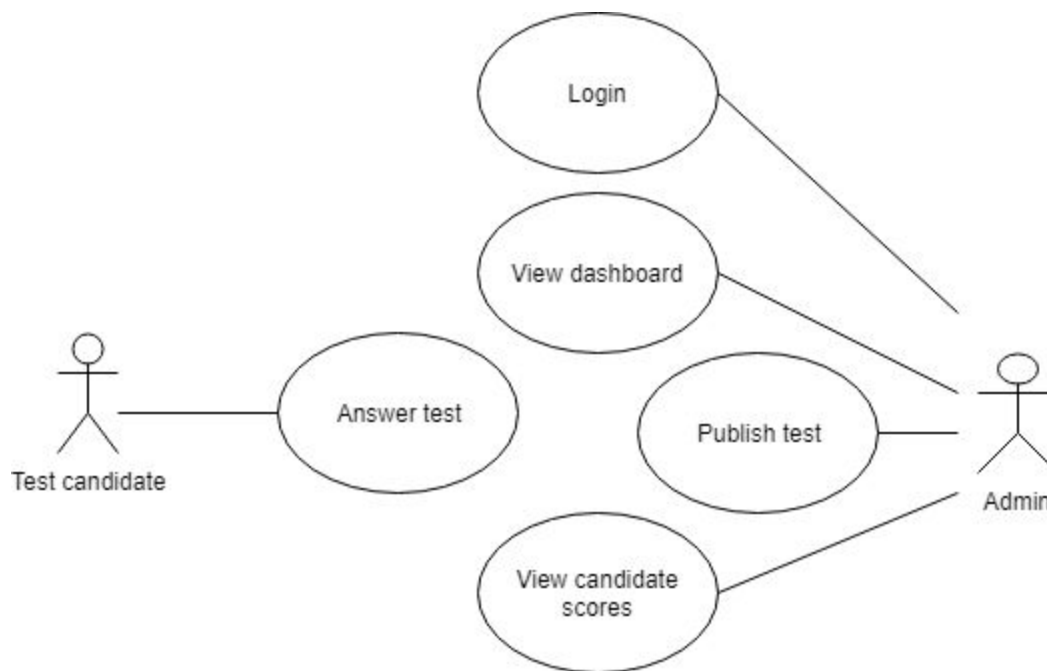 Login
View dashboard
Answer test
Publish test
Test candidate
Admin
View candidate
scores